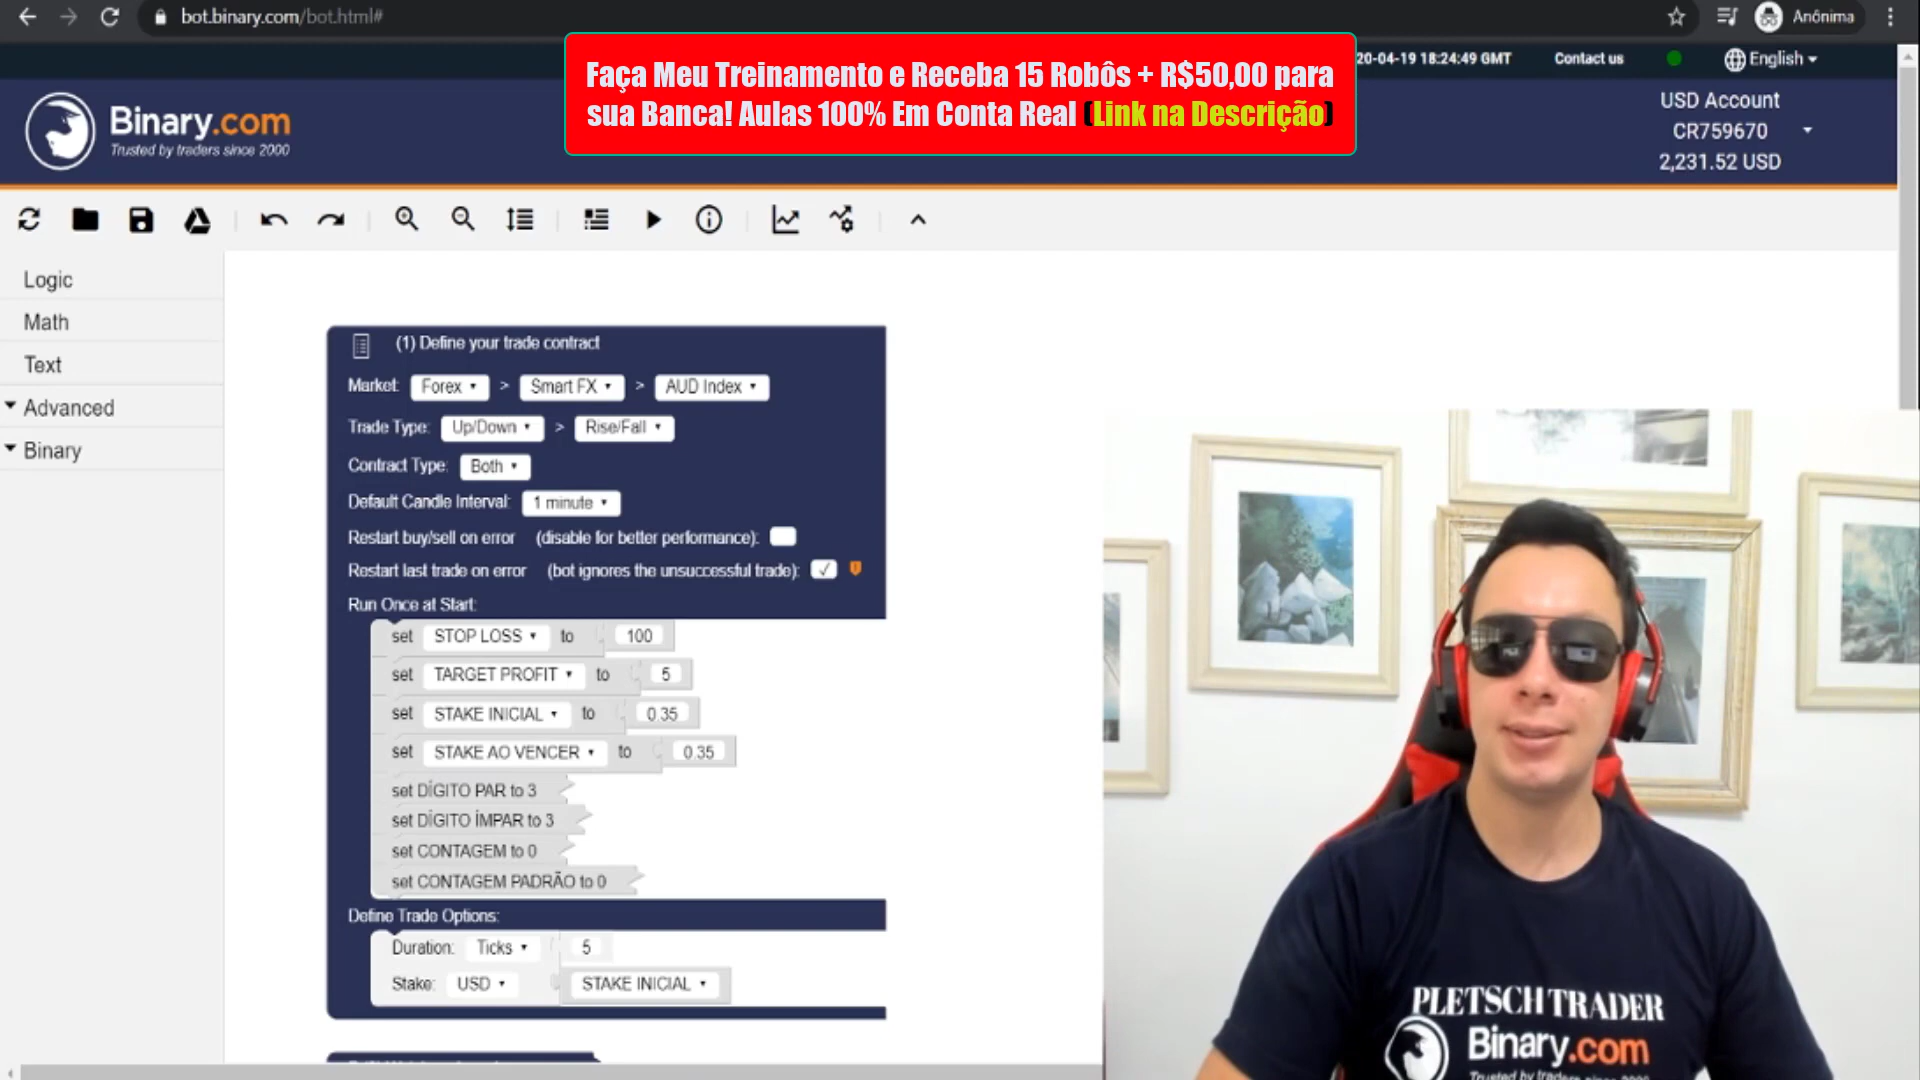 bot.binary.com/bot.html#
Anônima
Faça Meu Treinamento e Receba 15 Robôs + R$50,00 para
sua Banca! Aulas 100% Em Conta Real (Link na Descrição)
20-04-19 18:24:49 GMT
Contact us
English
Binary.com
Trusted by traders since 2000
USD Account
CR759670
2,231.52 USD
Logic
Math
Text
Advanced
Binary
(1) Define your trade contract
Market: Forex > Smart FX > AUD Index
Trade Type: Up/Down > Rise/Fall
Contract Type: Both
Default Candle Interval: 1 minute
Restart buy/sell on error (disable for better performance):
Restart last trade on error (bot ignores the unsuccessful trade):
Run Once at Start:
set STOP LOSS to 100
set TARGET PROFIT to 5
set STAKE INICIAL to 0.35
set STAKE AO VENCER to 0.35
set DÍGITO PAR to 3
set DÍGITO ÍMPAR to 3
set CONTAGEM to 0
set CONTAGEM PADRÃO to 0
Define Trade Options:
Duration: Ticks 5
Stake: USD STAKE INICIAL
PLETSCH TRADER
Binary.com
Trusted by traders since 2000